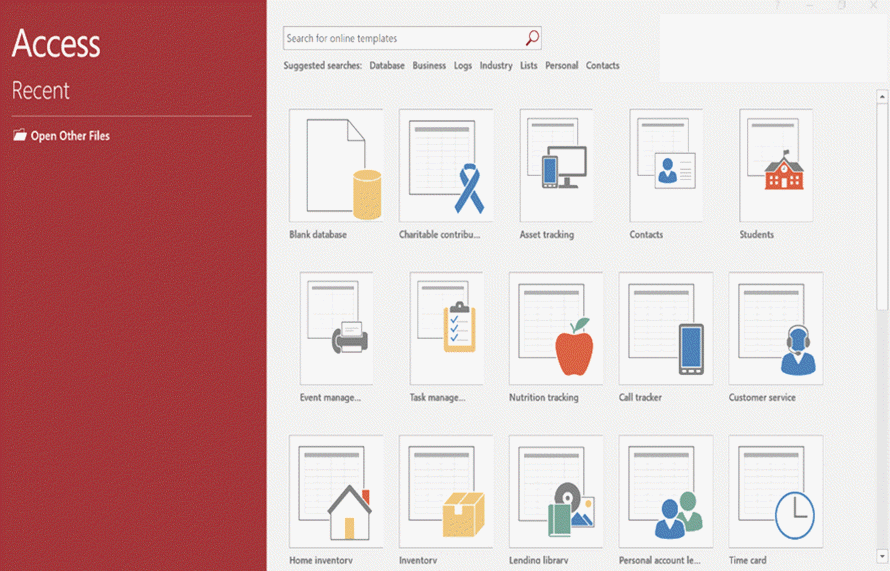 Access
Recent
Open Other Files
?
Search for online templates
Suggested searches: Database Business Logs Industry Lists Personal Contacts
Blank database Charitable contribu... Asset tracking Contacts Students
Event manage... Task manage... Nutrition tracking Call tracker Customer service
Home inventory Inventory Lending library Personal account le... Time card